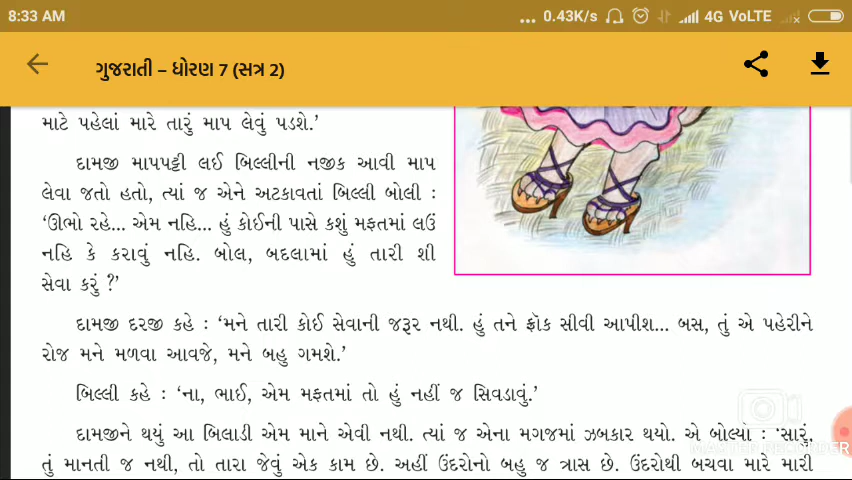 8:33 AM
... 0.43K/s 4G VoLTE
ગુજરાતી – ધોરણ 7 (સત્ર 2)
માટે પહેલાં મારે તારું માપ લેવું પડશે.’
દામજી માપપટ્ટી લઈ બિલ્લીની નજીક આવી માપ
લેવા જતો હતો, ત્યાં જ એને અટકાવતાં બિલ્લી બોલી :
‘ઊભો રહે... એમ નહિ... હું કોઈની પાસે કશું મફતમાં લઉં
નહિ કે કરાવું નહિ. બોલ, બદલામાં હું તારી શી
સેવા કરું ?’
દામજી દરજી કહે : ‘મને તારી કોઈ સેવાની જરૂર નથી. હું તને ફ્રૉક સીવી આપીશ... બસ, તું એ પહેરીને
રોજ મને મળવા આવજે, મને બહુ ગમશે.’
બિલ્લી કહે : ‘ના, ભાઈ, એમ મફતમાં તો હું નહીં જ સિવડાવું.’
દામજીને થયું આ બિલાડી એમ માને એવી નથી. ત્યાં જ એના મગજમાં ઝબકાર થયો. એ બોલ્યો : ‘સારું,
તું માનતી જ નથી, તો તારા જેવું એક કામ છે. અહીં ઉંદરોનો બહુ જ ત્રાસ છે. ઉંદરોથી બચવા મારે મારી
MASTER RECORDER